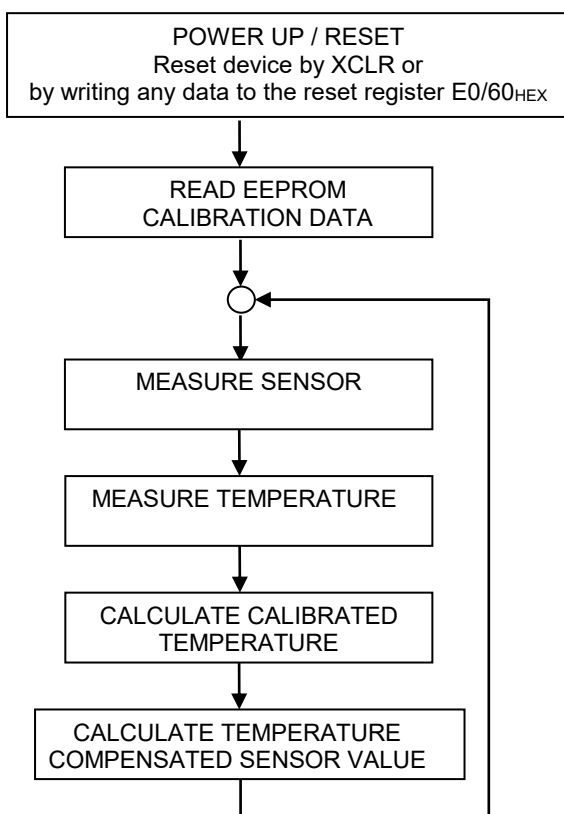 POWER UP / RESET
Reset device by XCLR or
by writing any data to the reset register E0/60HEX
READ EEPROM
CALIBRATION DATA
MEASURE SENSOR
MEASURE TEMPERATURE
CALCULATE CALIBRATED
TEMPERATURE
CALCULATE TEMPERATURE
COMPENSATED SENSOR VALUE